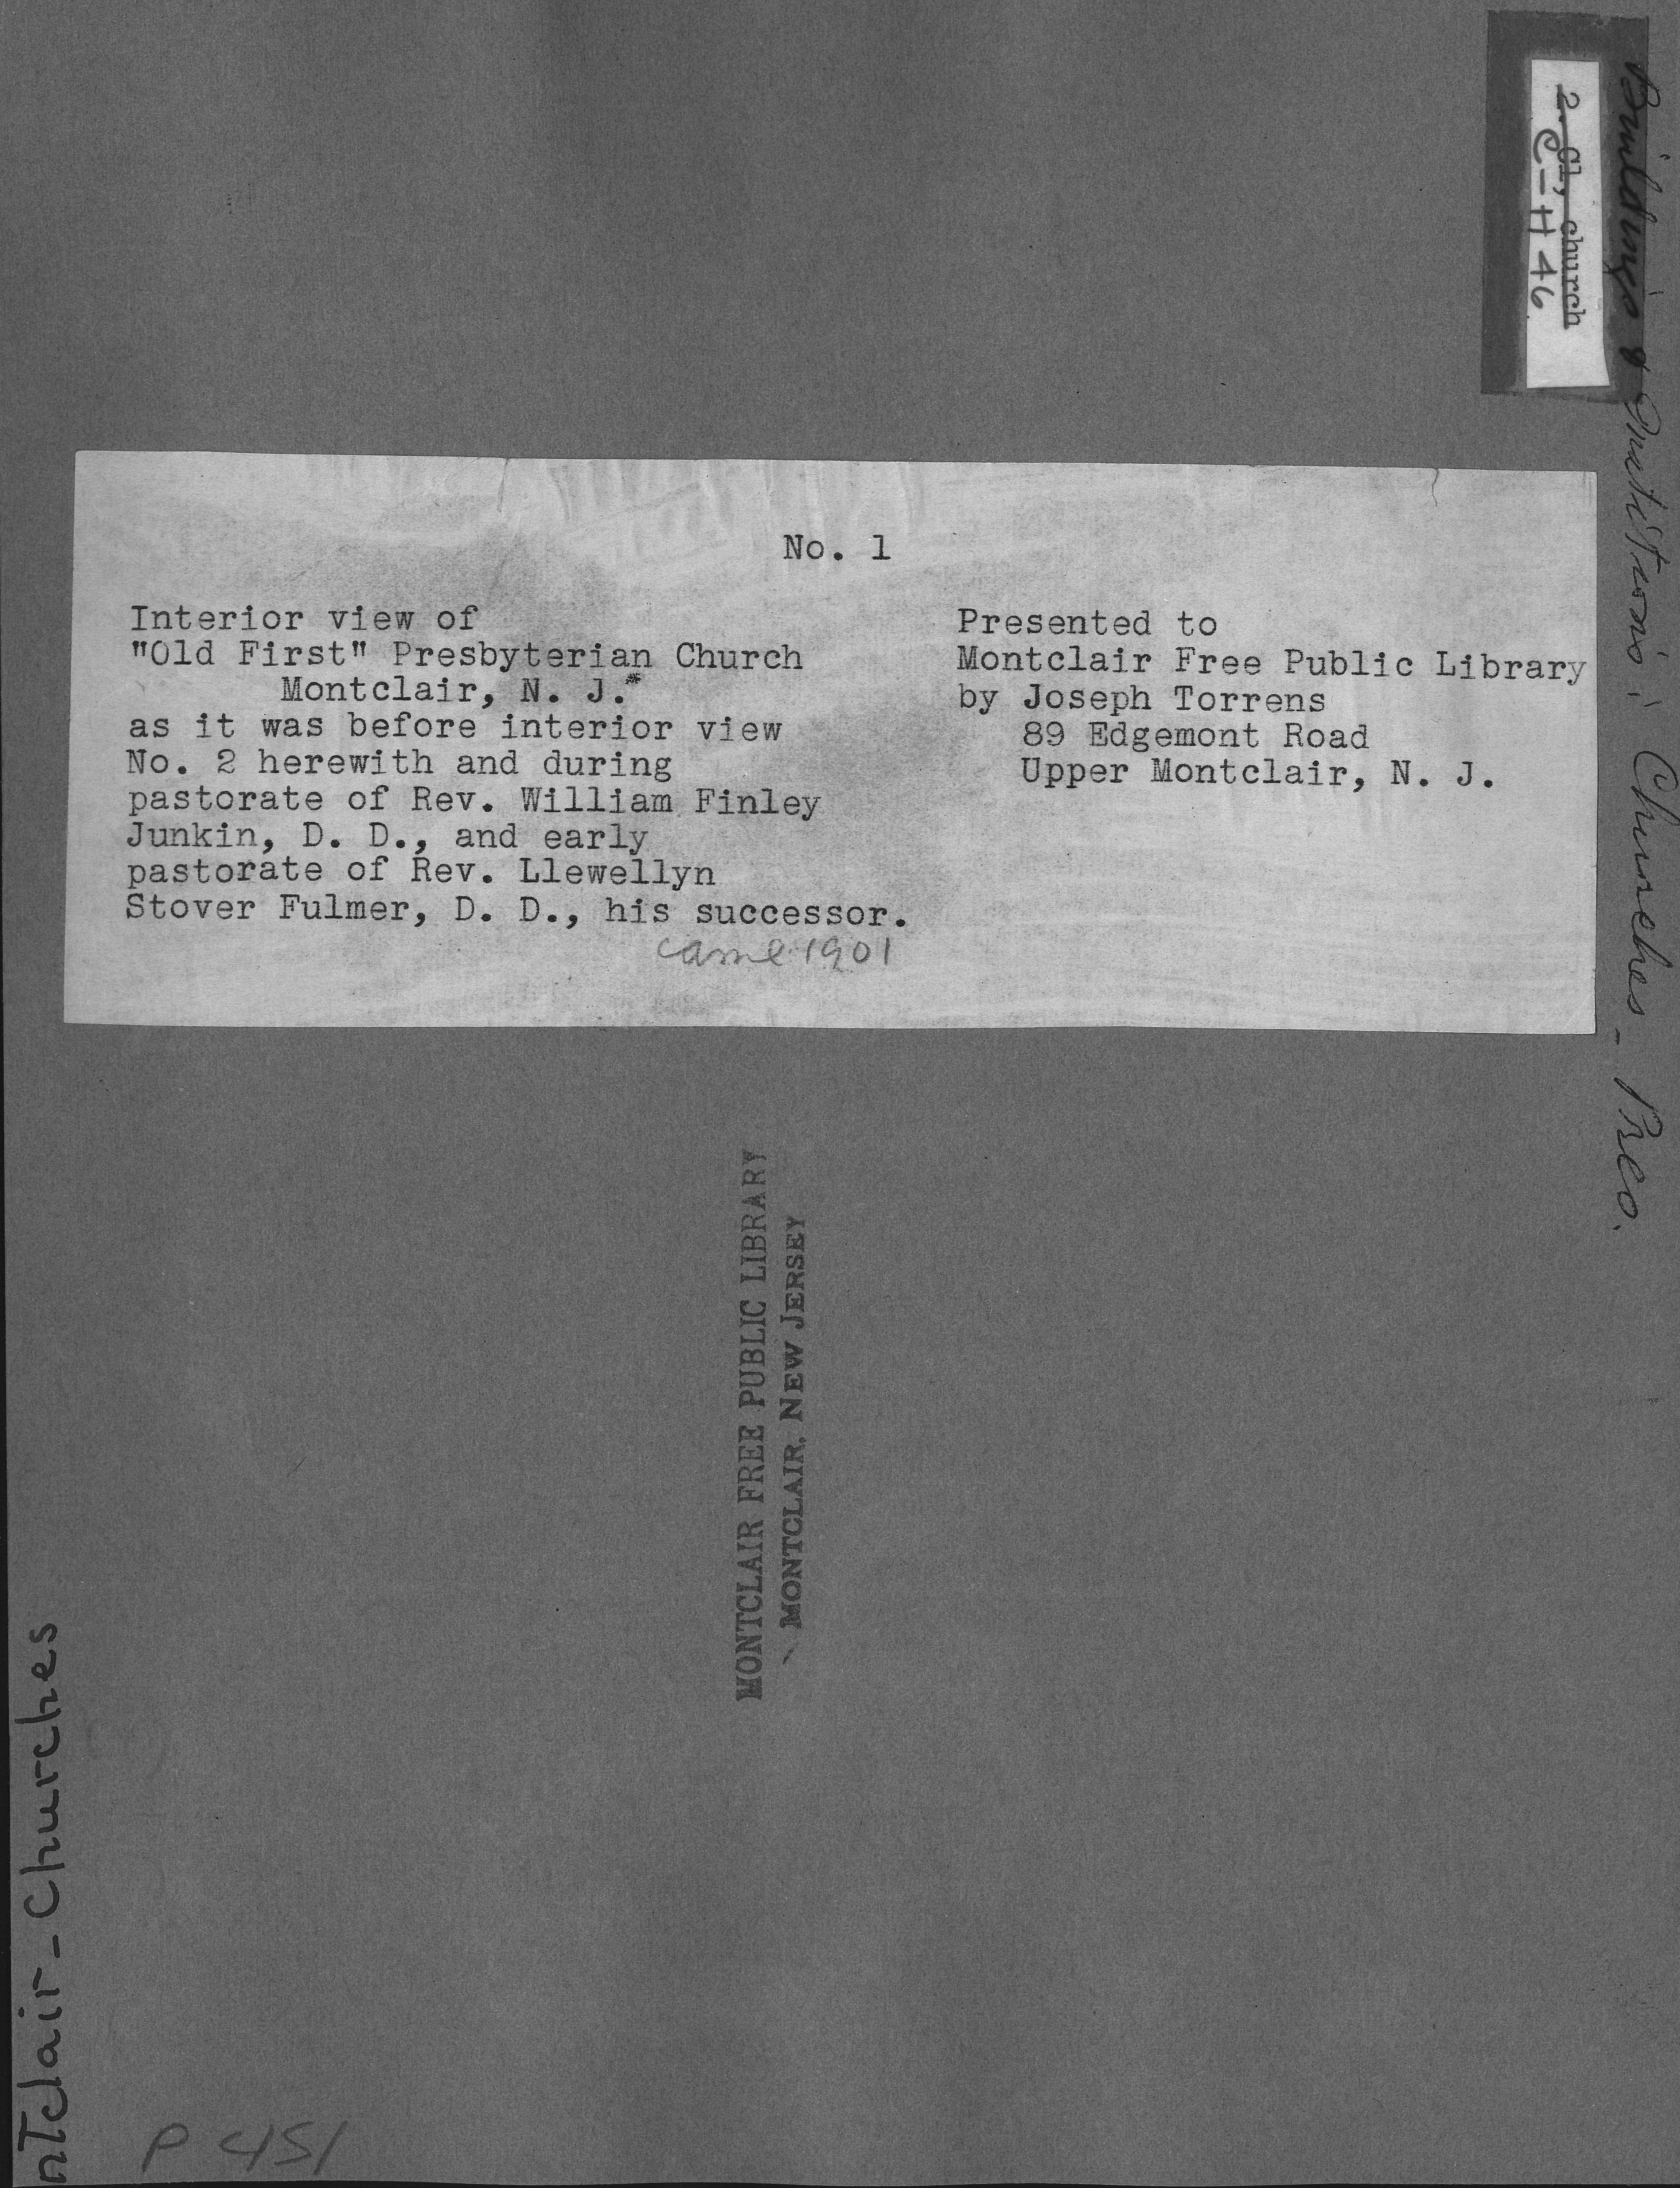 No. 1
Interior view of
"Old First" Presbyterian Church
Montclair, N. J.*
as it was before interior view
No. 2 herewith and during
pastorate of Rev. William Finley
Junkin, D. D., and early
pastorate of Rev. Llewellyn
Stover Fulmer, D. D., his successor.
came 1901
Presented to
Montclair Free Public Library
by Joseph Torrens
89 Edgemont Road
Upper Montclair, N. J.
2. Cl, church
C-H 46
Buildings & Institutions: Churches - Pres.
MONTCLAIR FREE PUBLIC LIBRARY
MONTCLAIR, NEW JERSEY
ntclair-Churches
P 451